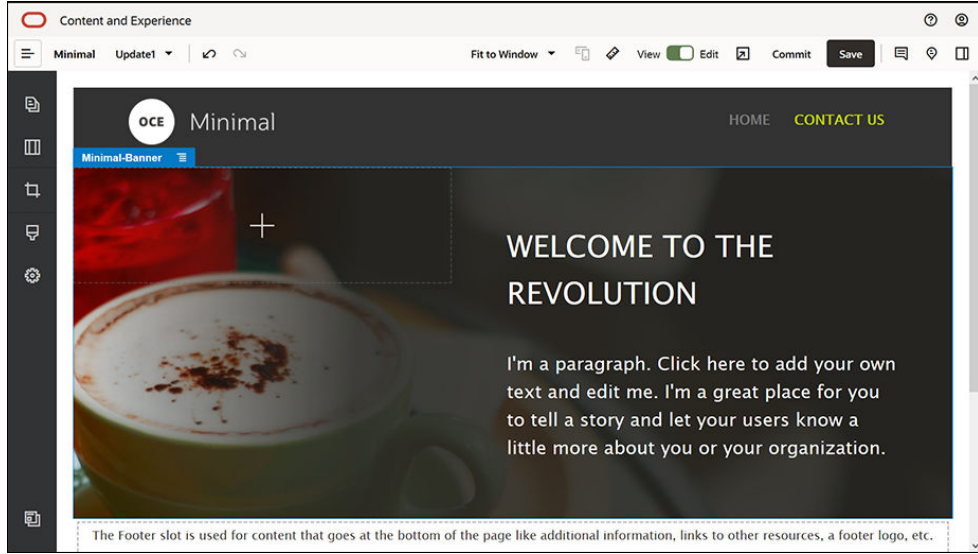 Content and Experience
Minimal Update1 Fit to Window View Edit Commit Save
OCE Minimal HOME CONTACT US
Minimal-Banner
WELCOME TO THE
REVOLUTION
I'm a paragraph. Click here to add your own
text and edit me. I'm a great place for you
to tell a story and let your users know a
little more about you or your organization.
The Footer slot is used for content that goes at the bottom of the page like additional information, links to other resources, a footer logo, etc.